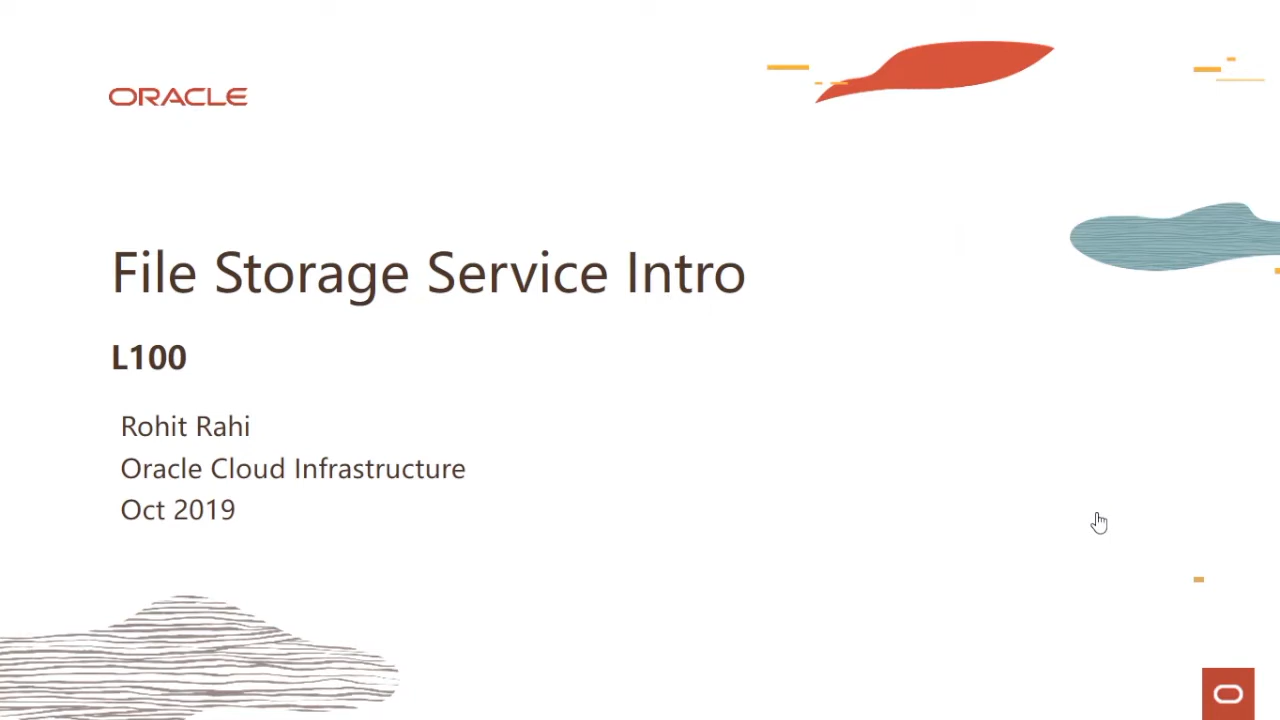 ORACLE
File Storage Service Intro
L100
Rohit Rahi
Oracle Cloud Infrastructure
Oct 2019